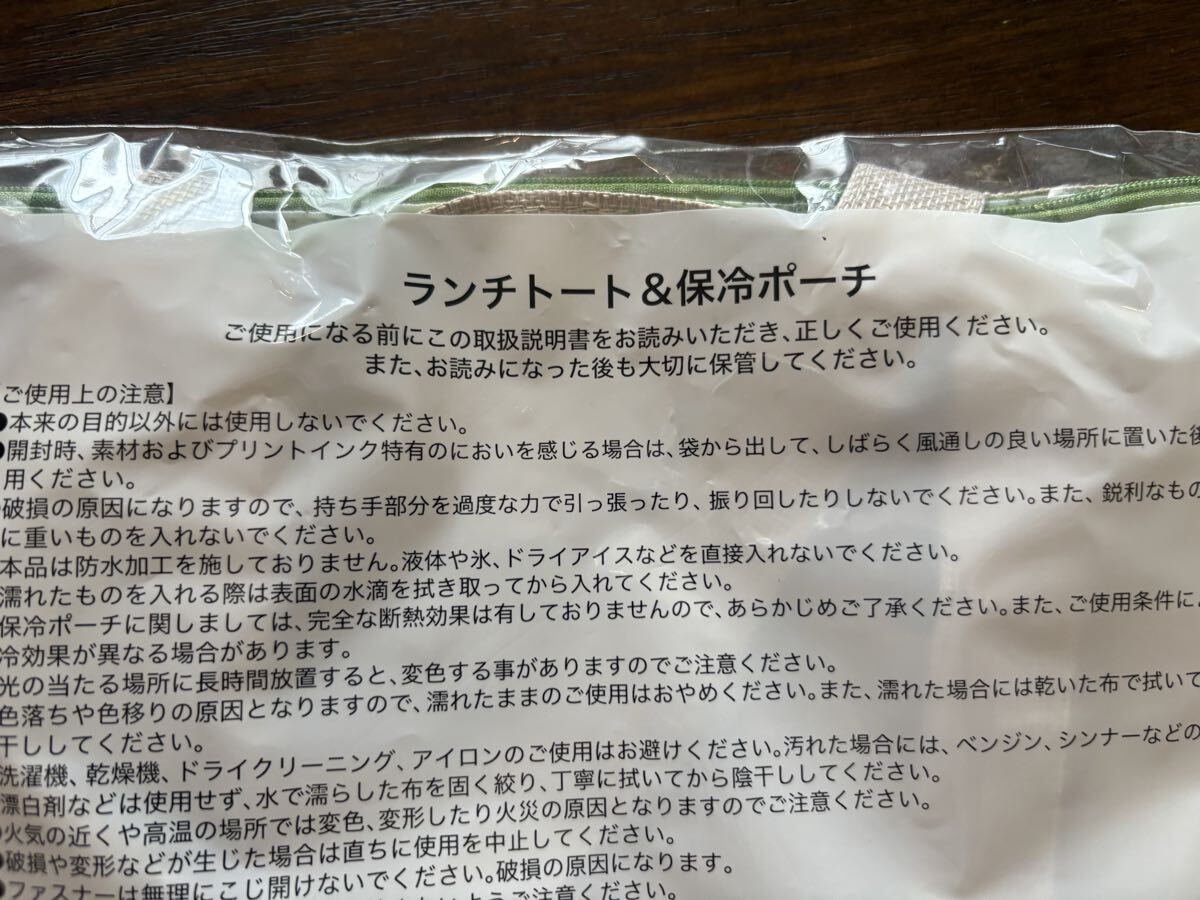 ランチトート＆保冷ポーチ
ご使用になる前にこの取扱説明書をお読みいただき、正しくご使用ください。
また、お読みになった後も大切に保管してください。
ご使用上の注意】
●本来の目的以外には使用しないでください。
●開封時、素材およびプリントインク特有のにおいを感じる場合は、袋から出して、しばらく風通しの良い場所に置いた後
用ください。
破損の原因になりますので、持ち手部分を過度な力で引っ張ったり、振り回したりしないでください。また、鋭利なもの
に重いものを入れないでください。
本品は防水加工を施しておりません。液体や氷、ドライアイスなどを直接入れないでください。
濡れたものを入れる際は表面の水滴を拭き取ってから入れてください。
保冷ポーチに関しましては、完全な断熱効果は有しておりませんので、あらかじめご了承ください。また、ご使用条件によ
冷効果が異なる場合があります。
光の当たる場所に長時間放置すると、変色する事がありますのでご注意ください。
色落ちや色移りの原因となりますので、濡れたままのご使用はおやめください。また、濡れた場合には乾いた布で拭いて
干ししてください。
洗濯機、乾燥機、ドライクリーニング、アイロンのご使用はお避けください。汚れた場合には、ベンジン、シンナーなどの
漂白剤などは使用せず、水で濡らした布を固く絞り、丁寧に拭いてから陰干ししてください。
●火気の近くや高温の場所では変色、変形したり火災の原因となりますのでご注意ください。
●破損や変形などが生じた場合は直ちに使用を中止してください。
●ファスナーは無理にこじ開けないでください。破損の原因になります。
ようご注意ください。